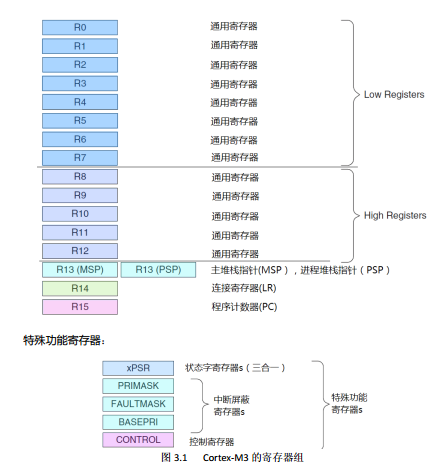 R0 通用寄存器
R1 通用寄存器
R2 通用寄存器
R3 通用寄存器
R4 通用寄存器 Low Registers
R5 通用寄存器
R6 通用寄存器
R7 通用寄存器
R8 通用寄存器
R9 通用寄存器
R10 通用寄存器 High Registers
R11 通用寄存器
R12 通用寄存器
R13 (MSP) R13 (PSP) 主堆栈指针(MSP），进程堆栈指针（PSP）
R14 连接寄存器(LR)
R15 程序计数器(PC)
特殊功能寄存器：
xPSR 状态字寄存器s（三合一）
PRIMASK
FAULTMASK 中断屏蔽寄存器s 特殊功能寄存器s
BASEPRI
CONTROL 控制寄存器
图 3.1 Cortex-M3 的寄存器组